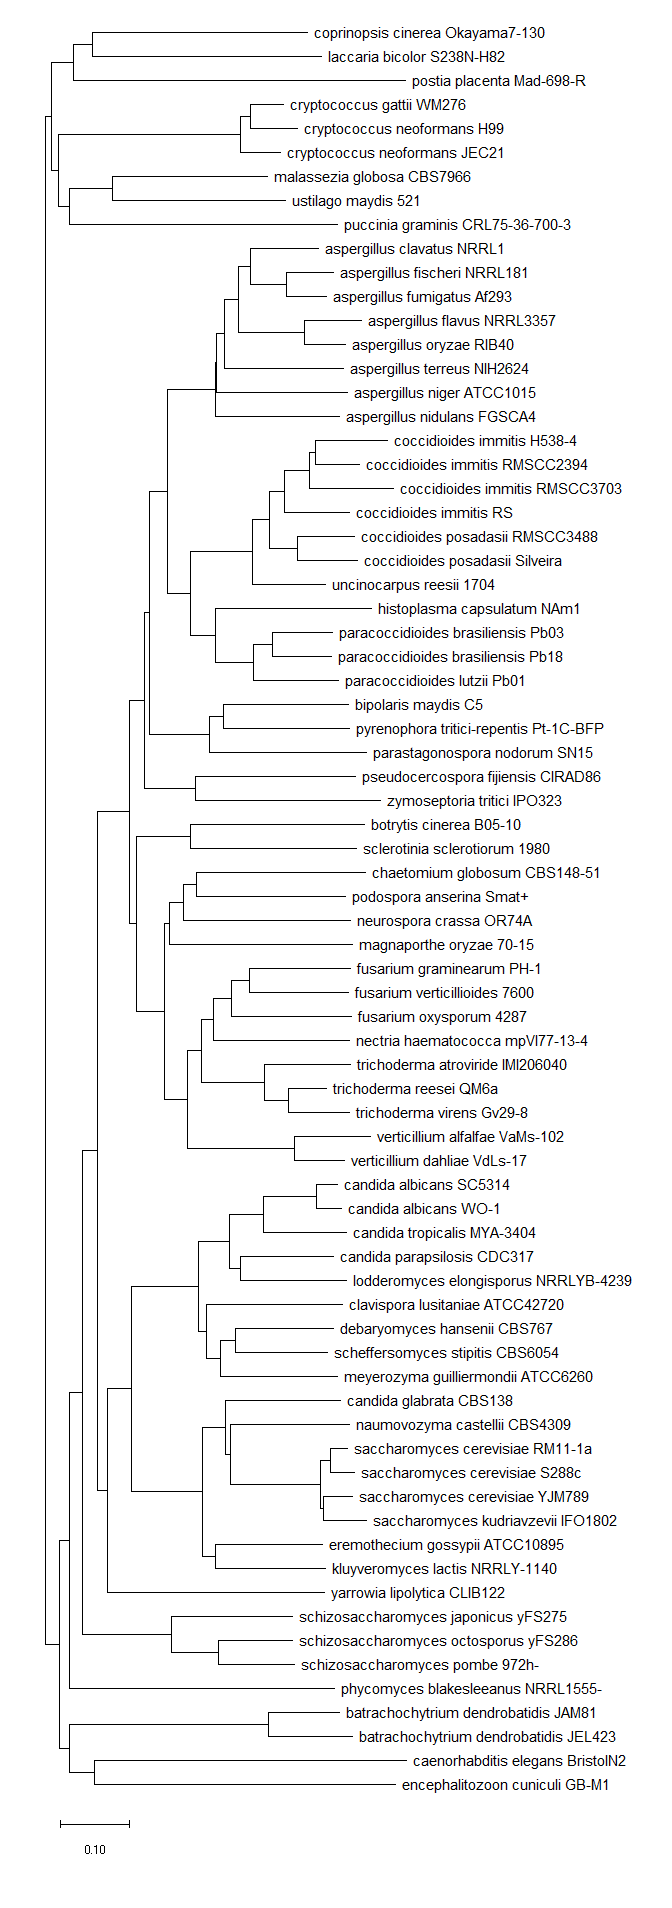 coprinopsis cinerea Okayama7-130
laccaria bicolor S238N-H82
postia placenta Mad-698-R
cryptococcus gattii WM276
cryptococcus neoformans H99
cryptococcus neoformans JEC21
malassezia globosa CBS7966
ustilago maydis 521
puccinia graminis CRL75-36-700-3
aspergillus clavatus NRRL1
aspergillus fischeri NRRL181
aspergillus fumigatus Af293
aspergillus flavus NRRL3357
aspergillus oryzae RIB40
aspergillus terreus NIH2624
aspergillus niger ATCC1015
aspergillus nidulans FGSCA4
coccidioides immitis H538-4
coccidioides immitis RMSCC2394
coccidioides immitis RMSCC3703
coccidioides immitis RS
coccidioides posadasii RMSCC3488
coccidioides posadasii Silveira
uncinocarpus reesii 1704
histoplasma capsulatum NAm1
paracoccidioides brasiliensis Pb03
paracoccidioides brasiliensis Pb18
paracoccidioides lutzii Pb01
bipolaris maydis C5
pyrenophora tritici-repentis Pt-1C-BFP
parastagonospora nodorum SN15
pseudocercospora fijiensis CIRAD86
zymoseptoria tritici IPO323
botrytis cinerea B05-10
sclerotinia sclerotiorum 1980
chaetomium globosum CBS148-51
podospora anserina Smat+
neurospora crassa OR74A
magnaporthe oryzae 70-15
fusarium graminearum PH-1
fusarium verticillioides 7600
fusarium oxysporum 4287
nectria haematococca mpVI77-13-4
trichoderma atroviride IMI206040
trichoderma reesei QM6a
trichoderma virens Gv29-8
verticillium alfalfae VaMs-102
verticillium dahliae VdLs-17
candida albicans SC5314
candida albicans WO-1
candida tropicalis MYA-3404
candida parapsilosis CDC317
lodderomyces elongisporus NRRLYB-4239
clavispora lusitaniae ATCC42720
debaryomyces hansenii CBS767
scheffersomyces stipitis CBS6054
meyerozyma guilliermondii ATCC6260
candida glabrata CBS138
naumovozyma castellii CBS4309
saccharomyces cerevisiae RM11-1a
saccharomyces cerevisiae S288c
saccharomyces cerevisiae YJM789
saccharomyces kudriavzevii IFO1802
eremothecium gossypii ATCC10895
kluyveromyces lactis NRRLY-1140
yarrowia lipolytica CLIB122
schizosaccharomyces japonicus yFS275
schizosaccharomyces octosporus yFS286
schizosaccharomyces pombe 972h-
phycomyces blakesleeanus NRRL1555-
batrachochytrium dendrobatidis JAM81
batrachochytrium dendrobatidis JEL423
caenorhabditis elegans BristolN2
encephalitozoon cuniculi GB-M1
0.10